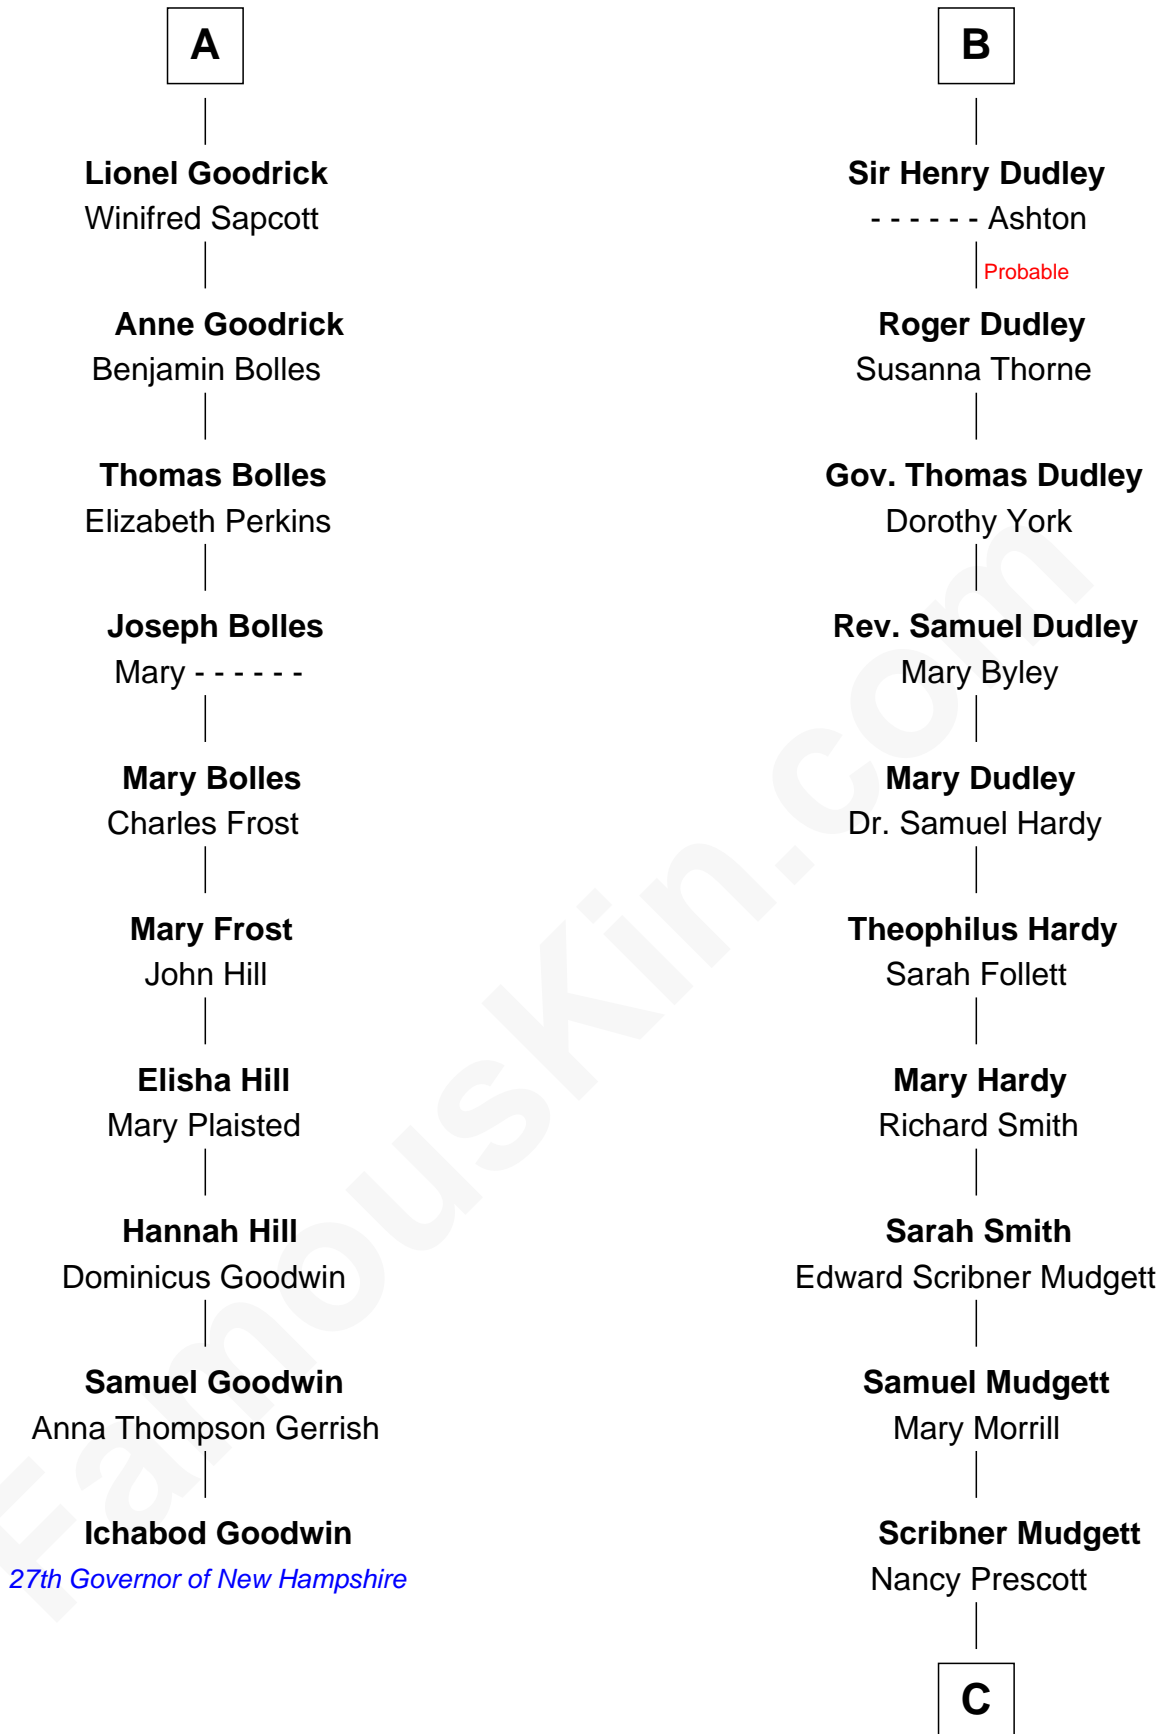 A
Lionel Goodrick
Winifred Sapcott
Anne Goodrick
Benjamin Bolles
Thomas Bolles
Elizabeth Perkins
Joseph Bolles
Mary - - - - - -
Mary Bolles
Charles Frost
Mary Frost
John Hill
Elisha Hill
Mary Plaisted
Hannah Hill
Dominicus Goodwin
Samuel Goodwin
Anna Thompson Gerrish
Ichabod Goodwin
27th Governor of New Hampshire
B
Sir Henry Dudley
- - - - - - Ashton
Probable
Roger Dudley
Susanna Thorne
Gov. Thomas Dudley
Dorothy York
Rev. Samuel Dudley
Mary Byley
Mary Dudley
Dr. Samuel Hardy
Theophilus Hardy
Sarah Follett
Mary Hardy
Richard Smith
Sarah Smith
Edward Scribner Mudgett
Samuel Mudgett
Mary Morrill
Scribner Mudgett
Nancy Prescott
C
FamousKin.com